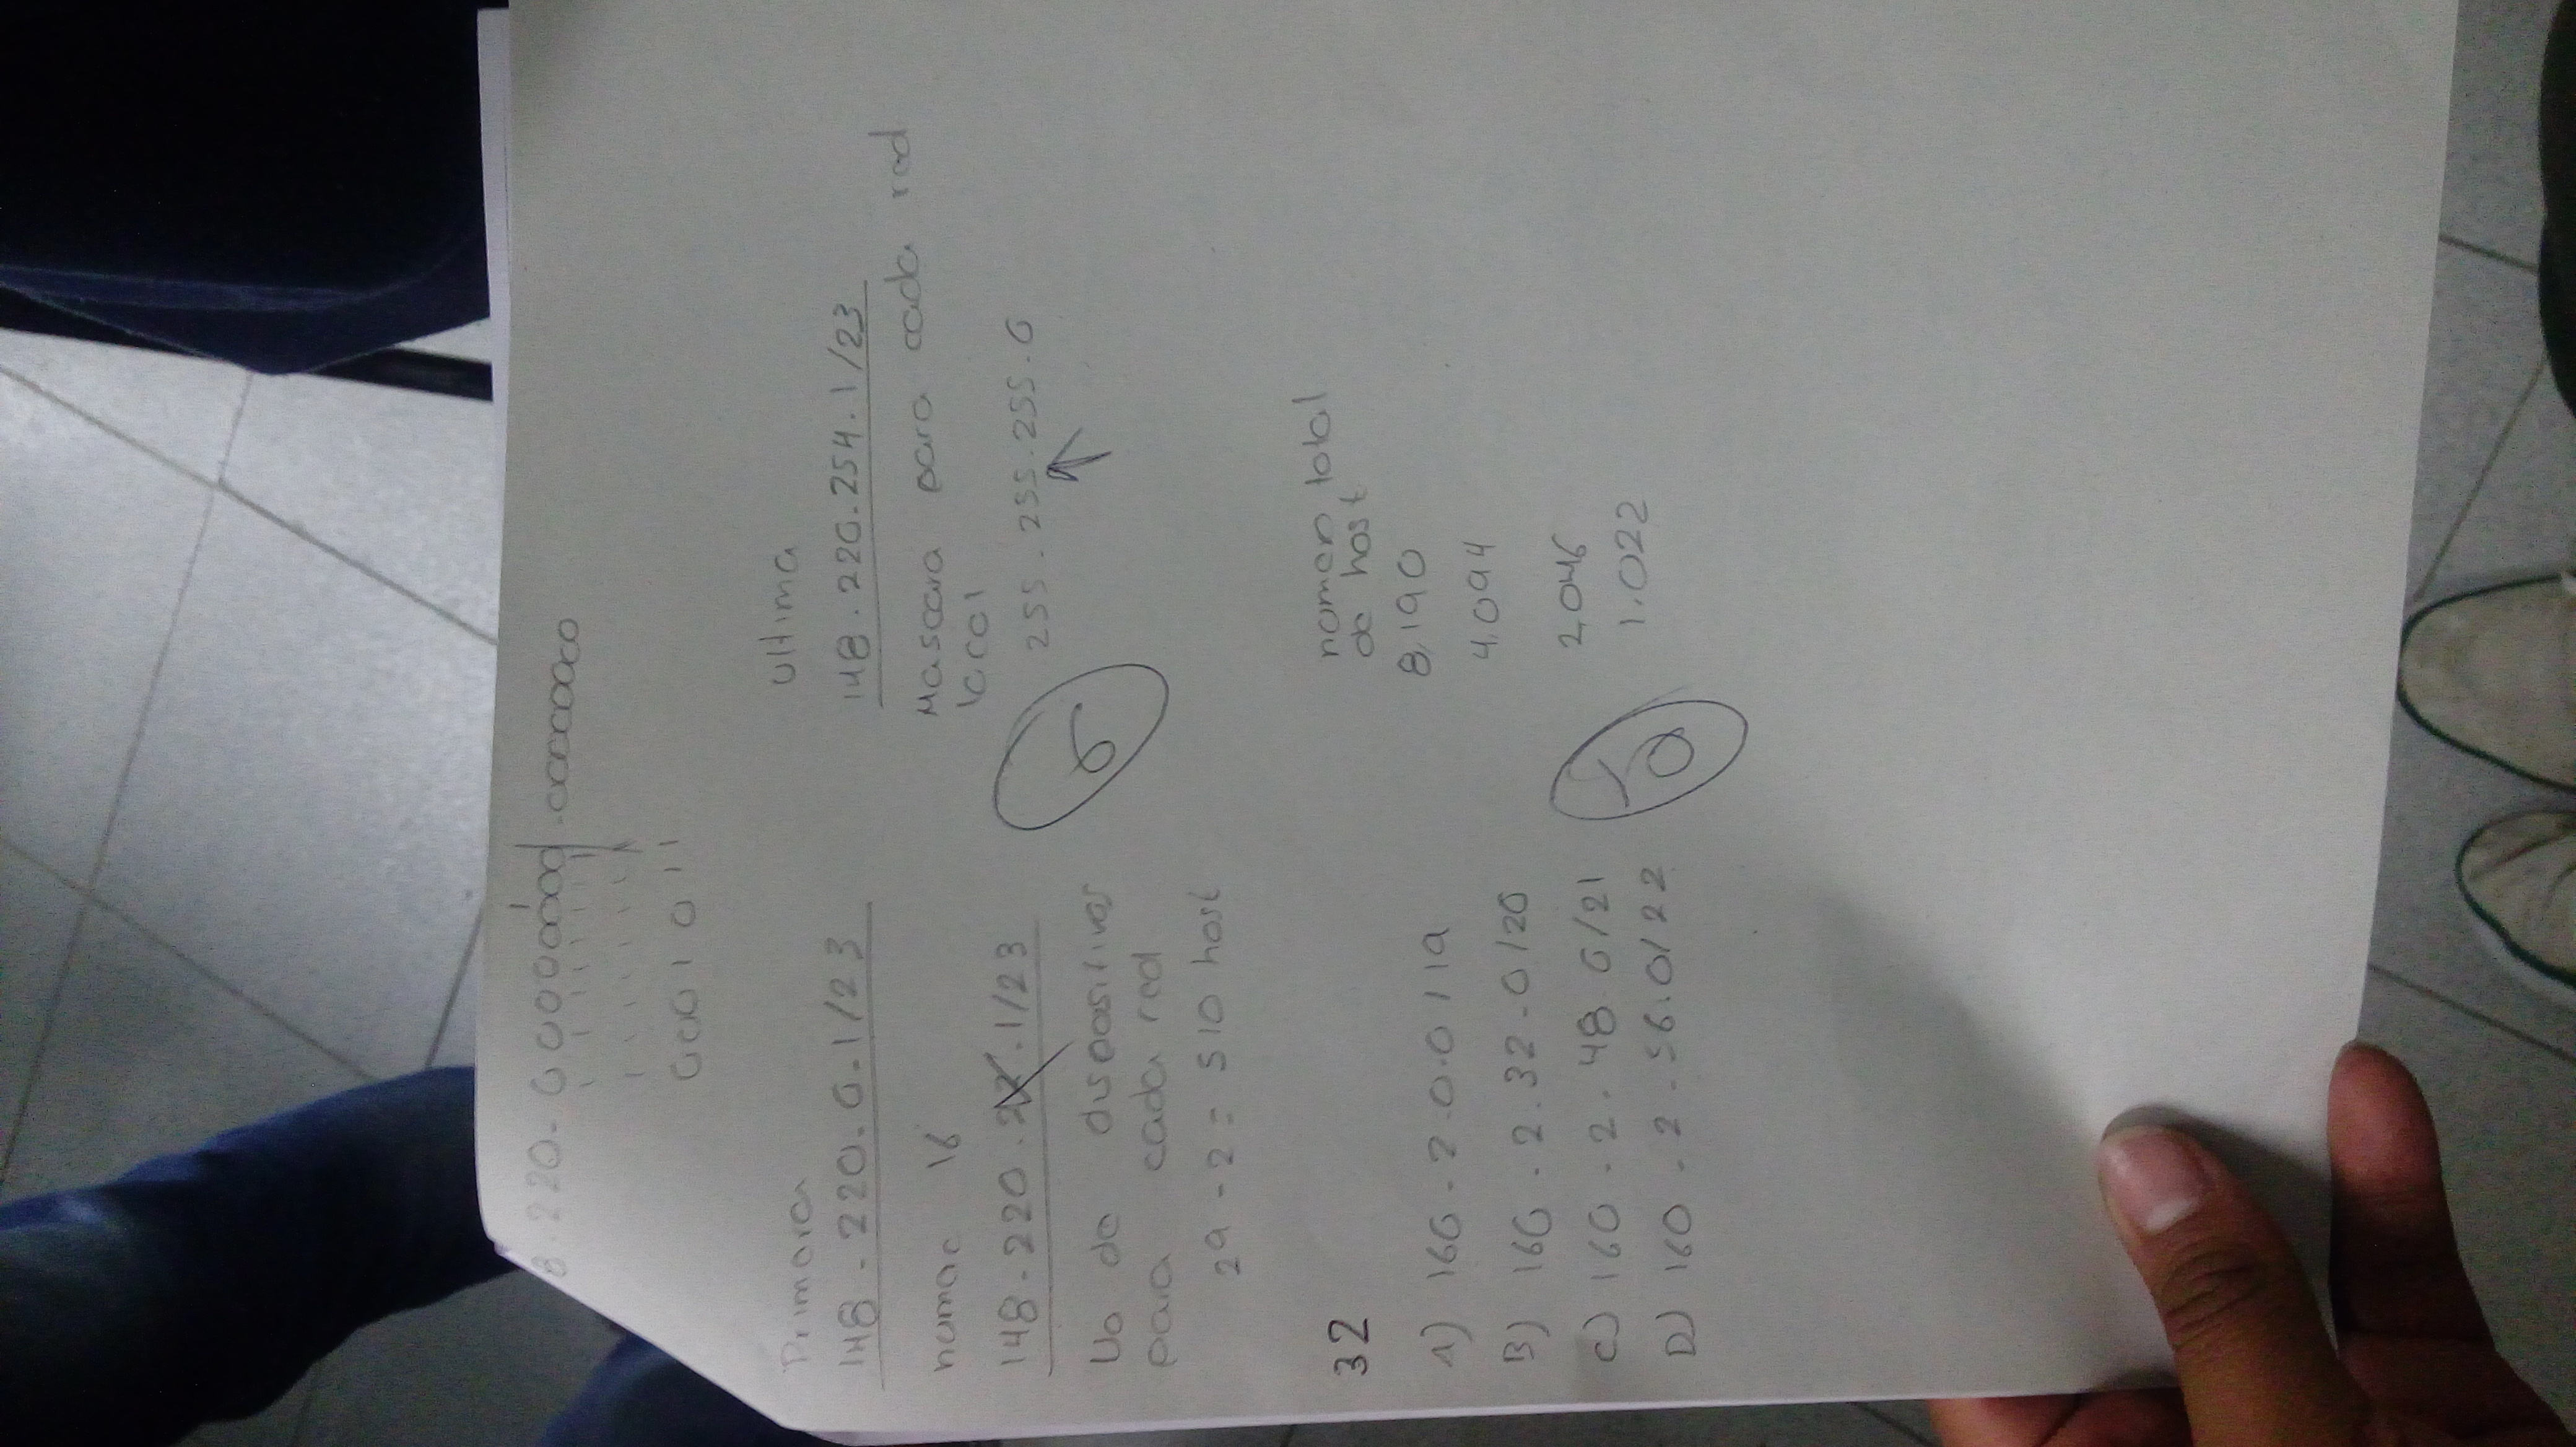 8.220.00000000.00000000
0001011
Primera
148.220.0.1/23
numac 16
148.220.22.1/23
No de dispositivos
para cada red
2^9 - 2 = 510 host
Ultima
148.220.254.1/23
Mascara para cada red
local
255.255.255.0
6
32
A) 160.2.0.0/19
B) 160.2.32.0/20
C) 160.2.48.0/21
D) 160.2.56.0/22
numero total
de host
8,190
4,094
2,046
1,022
10